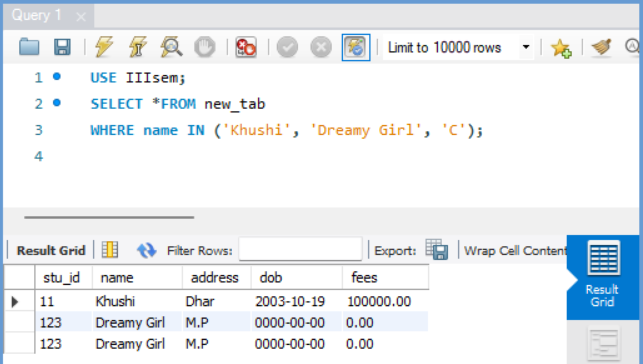 Query 1
Limit to 10000 rows
1 USE IIIsem;
2 SELECT *FROM new_tab
3 WHERE name IN ('Khushi', 'Dreamy Girl', 'C');
4
Result Grid Filter Rows: Export: Wrap Cell Content
stu_id name address dob fees
11 Khushi Dhar 2003-10-19 100000.00
123 Dreamy Girl M.P 0000-00-00 0.00
123 Dreamy Girl M.P 0000-00-00 0.00
Result
Grid